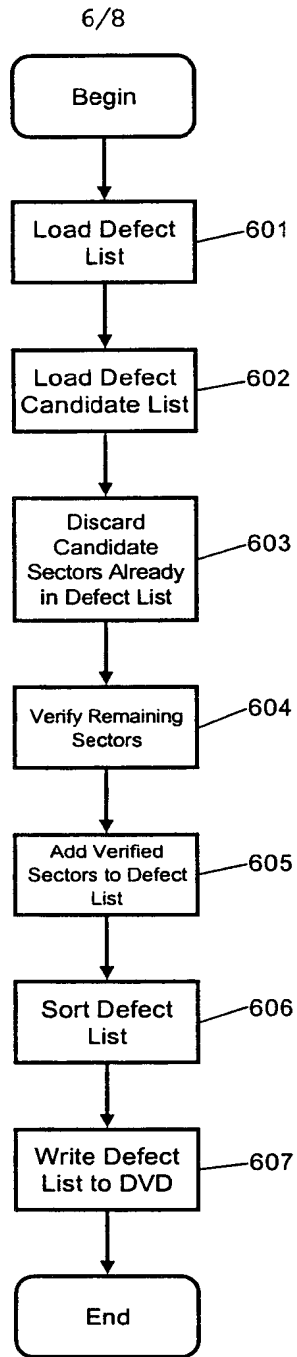 6/8
Begin
Load Defect
List
601
Load Defect
Candidate List
602
Discard
Candidate
Sectors Already
in Defect List
603
Verify Remaining
Sectors
604
Add Verified
Sectors to Defect
List
605
Sort Defect
List
606
Write Defect
List to DVD
607
End